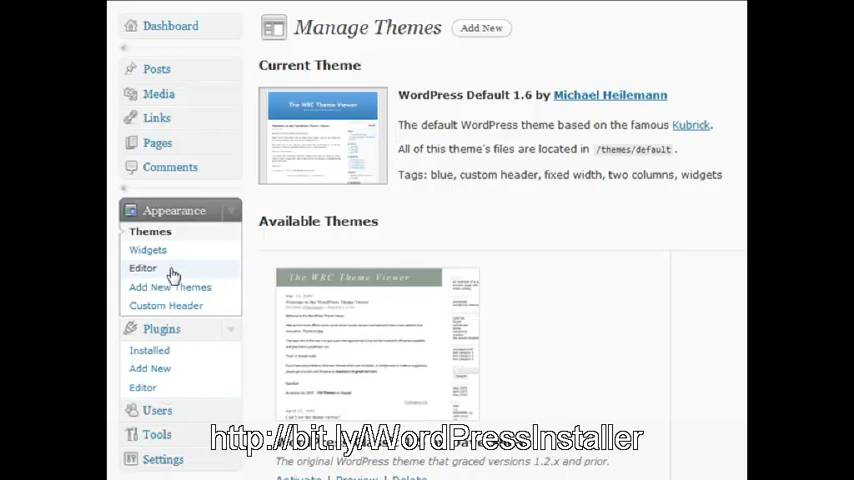 Dashboard
Posts
Media
Links
Pages
Comments
Appearance
Themes
Widgets
Editor
Add New Themes
Custom Header
Plugins
Installed
Add New
Editor
Users
Tools
Settings
Manage Themes Add New
Current Theme
The WRC Theme Viewer
WordPress Default 1.6 by Michael Heilemann
The default WordPress theme based on the famous Kubrick.
All of this theme's files are located in /themes/default .
Tags: blue, custom header, fixed width, two columns, widgets
Available Themes
The WRC Theme Viewer
http://bit.ly/WordPressInstaller
The original WordPress theme that graced versions 1.2.x and prior.
Activate | Preview | Delete